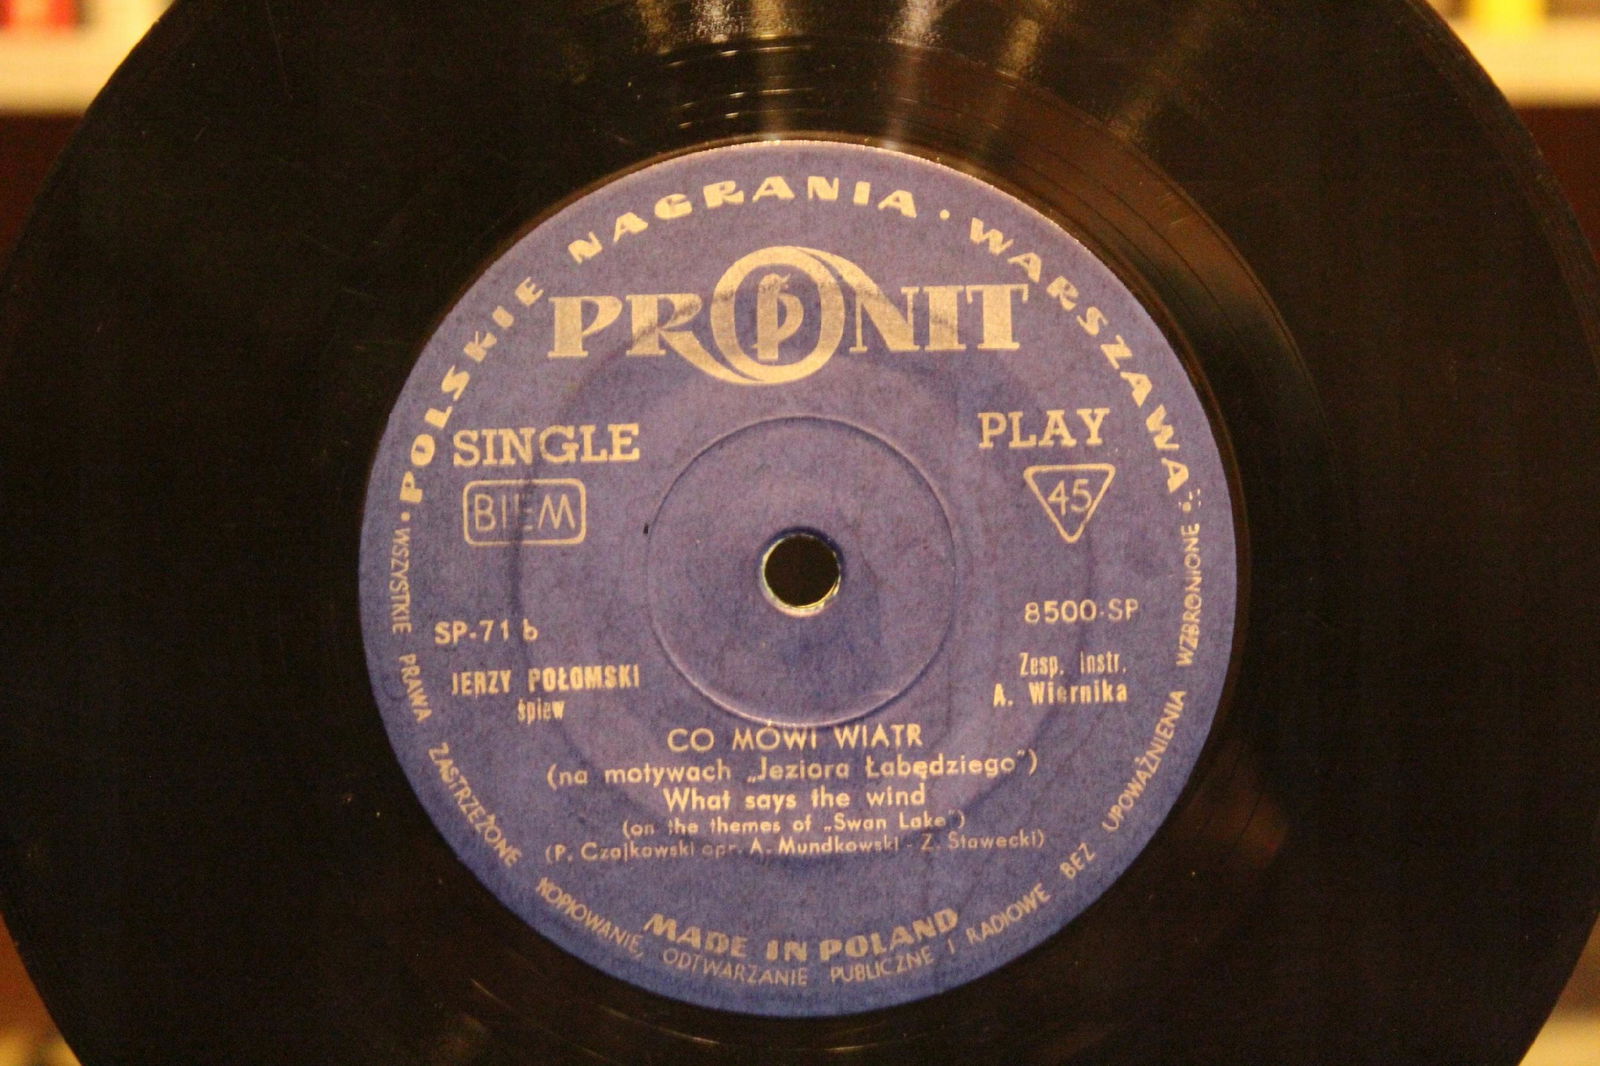 • POLSKIE NAGRANIA • WARSZAWA •
PRONIT
SINGLE
PLAY
BIEM
45
SP-71 b
8500-SP
JERZY POŁOMSKI
śpiew
Zesp. Instr.
A. Wiernika
CO MÓWI WIATR
(na motywach „Jeziora Łabędziego")
What says the wind
(on the themes of „Swan Lake")
(P. Czajkowski opr. A. Mundkowski - Z. Stawecki)
MADE IN POLAND
WSZYSTKIE PRAWA ZASTRZEŻONE KOPIOWANIE, ODTWARZANIE PUBLICZNE I RADIOWE BEZ UPOWAŻNIENIA WZBRONIONE